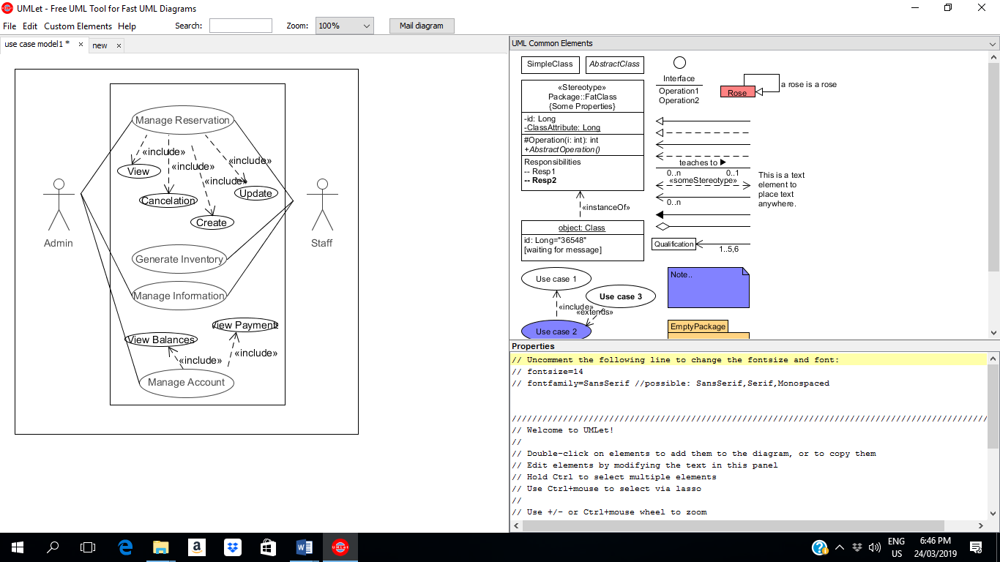 UMLet - Free UML Tool for Fast UML Diagrams
File Edit Custom Elements Help Search: Zoom: 100% Mail diagram
use case model1 * × new ×
Manage Reservation
«include»
«include»
«include»
«include»
View
Cancelation
Update
Create
Admin
Staff
Generate Inventory
Manage Information
View Payments
View Balances
«include»
«include»
Manage Account
UML Common Elements
SimpleClass
AbstractClass
«Stereotype»
Package::FatClass
{Some Properties}
-id: Long
-ClassAttribute: Long
#Operation(i: int): int
+AbstractOperation()
Responsibilities
-- Resp1
-- Resp2
«instanceOf»
object: Class
id: Long="36548"
[waiting for message]
Interface
Operation1
Operation2
Rose
a rose is a rose
teaches to ▶
0..n 0..1
«someStereotype»
0..n
This is a text
element to
place text
anywhere.
Qualification
1..5,6
Use case 1
Use case 3
«include»
«extends»
Use case 2
Note..
EmptyPackage
Properties
// Uncomment the following line to change the fontsize and font:
// fontsize=14
// fontfamily=SansSerif //possible: SansSerif,Serif,Monospaced
//////////////////////////////////////////////////////////////////////////////////////////////
// Welcome to UMLet!
//
// Double-click on elements to add them to the diagram, or to copy them
// Edit elements by modifying the text in this panel
// Hold Ctrl to select multiple elements
// Use Ctrl+mouse to select via lasso
//
// Use +/- or Ctrl+mouse wheel to zoom
ENG
US
6:46 PM
24/03/2019